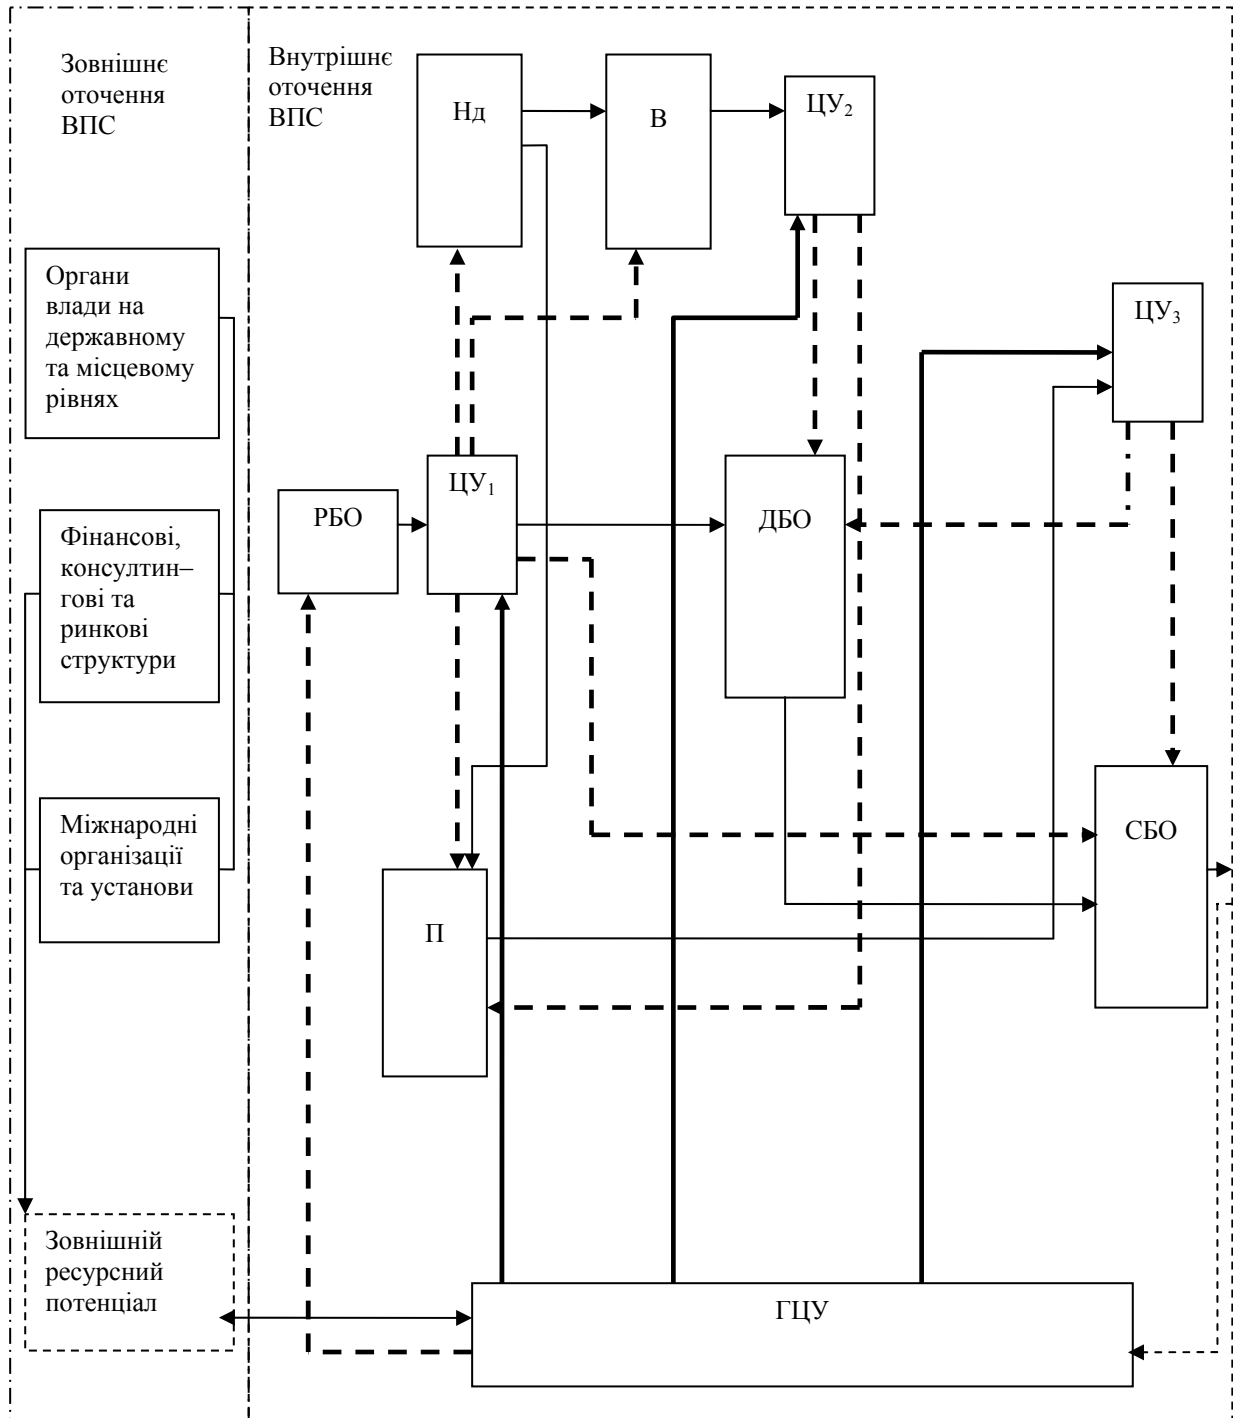 Зовнішнє
оточення
ВПС
Внутрішнє
оточення
ВПС
Нд
В
ЦУ₂
Органи
влади на
державному
та місцевому
рівнях
ЦУ₃
ЦУ₁
РБО
ДБО
Фінансові,
консультин–
гові та
ринкові
структури
Міжнародні
організації
та установи
СБО
П
Зовнішній
ресурсний
потенціал
ГЦУ